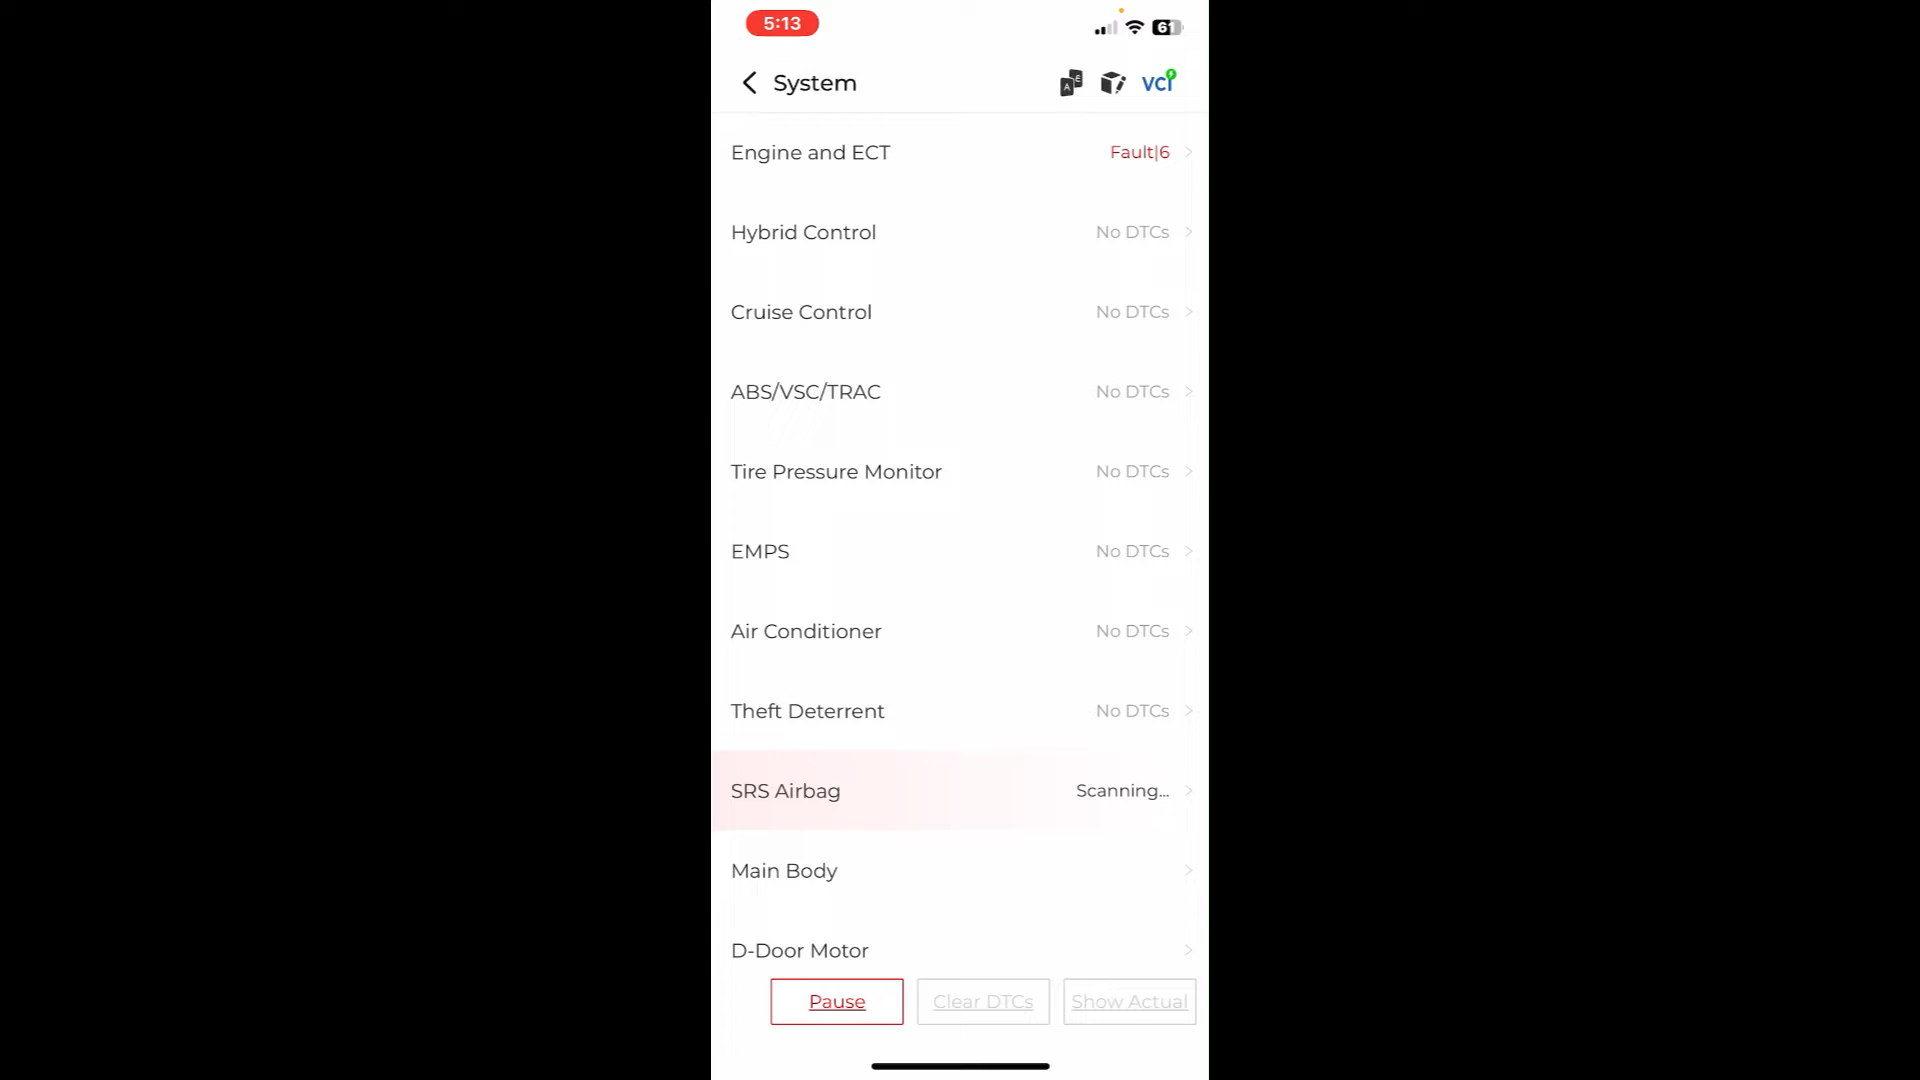 5:13
61
System
A
E
VCI
Engine and ECT Fault|6
Hybrid Control No DTCs
Cruise Control No DTCs
ABS/VSC/TRAC No DTCs
Tire Pressure Monitor No DTCs
EMPS No DTCs
Air Conditioner No DTCs
Theft Deterrent No DTCs
SRS Airbag Scanning...
Main Body
D-Door Motor
Pause Clear DTCs Show Actual